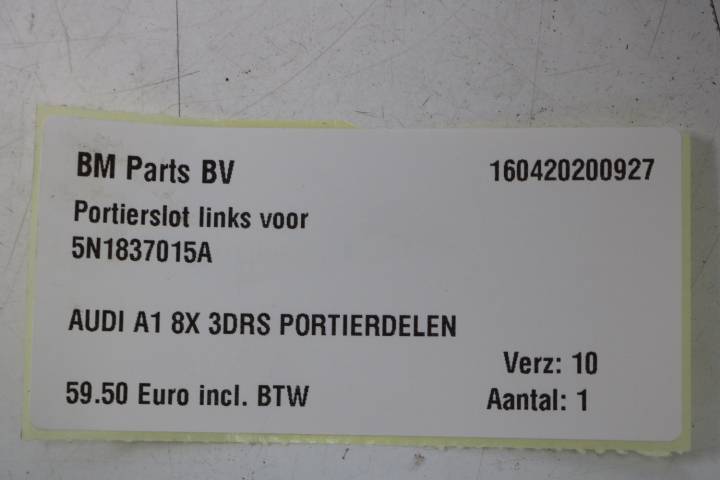 BM Parts BV 160420200927
Portierslot links voor
5N1837015A
AUDI A1 8X 3DRS PORTIERDELEN
Verz: 10
59.50 Euro incl. BTW Aantal: 1